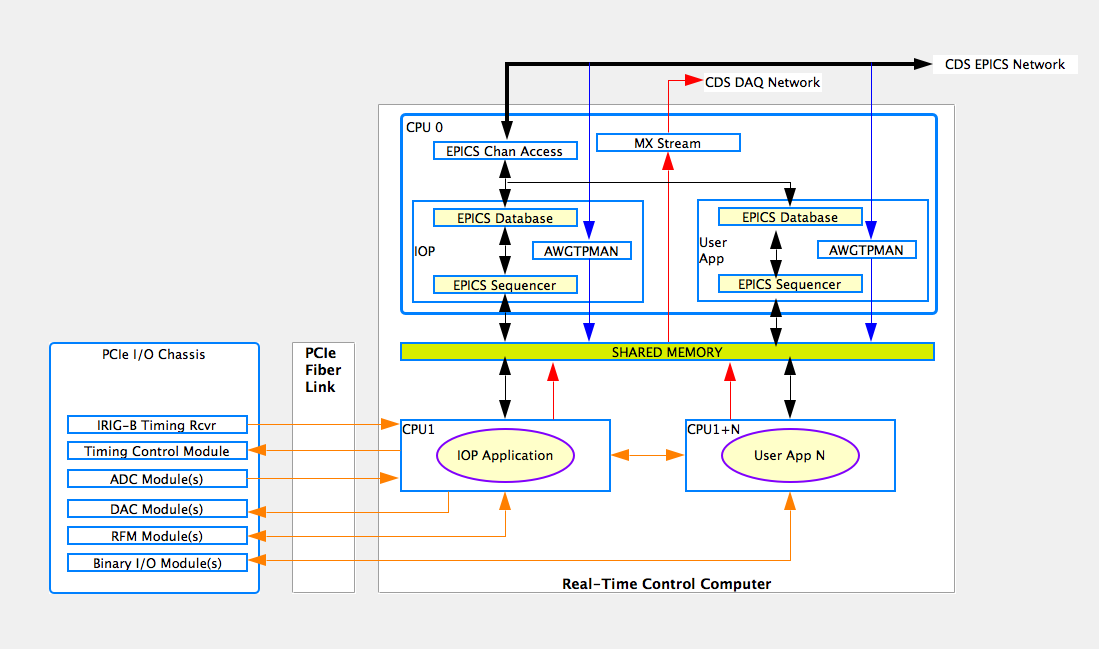 CDS EPICS Network
CDS DAQ Network
CPU 0
EPICS Chan Access
MX Stream
EPICS Database
IOP
AWGTPMAN
EPICS Sequencer
EPICS Database
User
App
AWGTPMAN
EPICS Sequencer
SHARED MEMORY
PCIe I/O Chassis
IRIG-B Timing Rcvr
Timing Control Module
ADC Module(s)
DAC Module(s)
RFM Module(s)
Binary I/O Module(s)
PCIe
Fiber
Link
CPU1
IOP Application
CPU1+N
User App N
Real-Time Control Computer